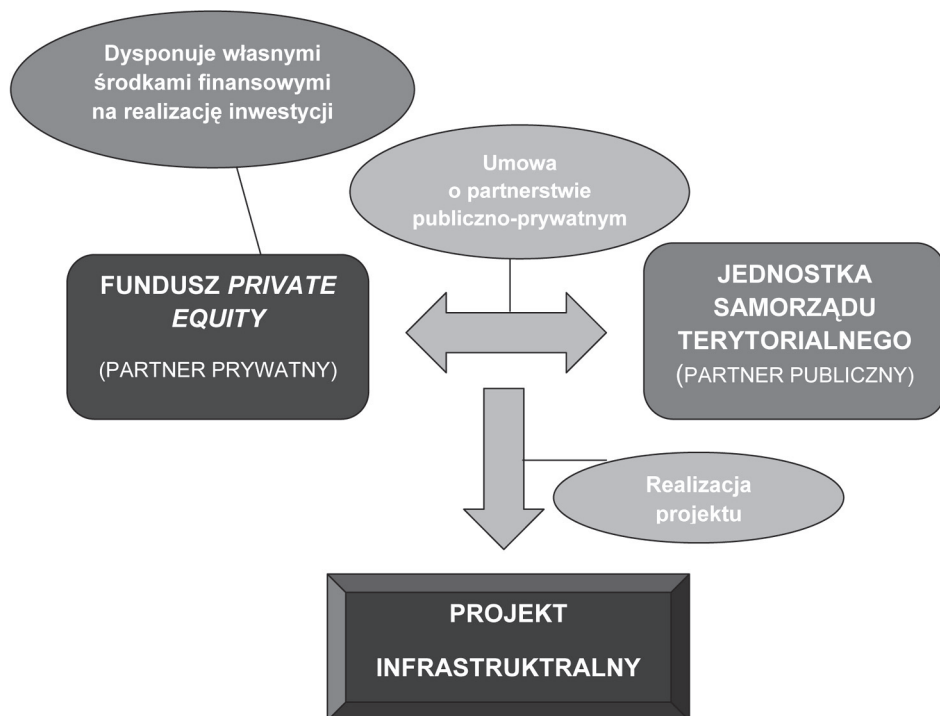 Dysponuje własnymi
środkami finansowymi
na realizację inwestycji
Umowa
o partnerstwie
publiczno-prywatnym
FUNDUSZ PRIVATE
EQUITY
(PARTNER PRYWATNY)
JEDNOSTKA
SAMORZĄDU
TERYTORIALNEGO
(PARTNER PUBLICZNY)
Realizacja
projektu
PROJEKT
INFRASTRUKTRALNY